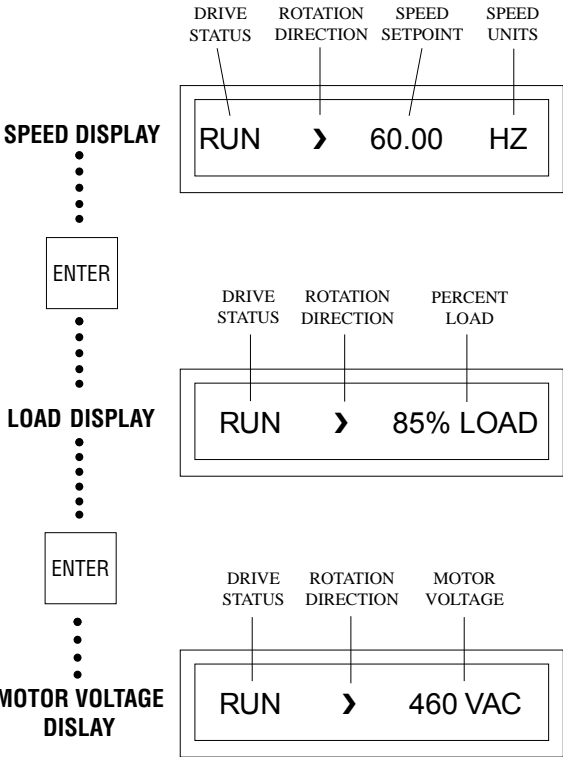 DRIVE STATUS ROTATION DIRECTION SPEED SETPOINT SPEED UNITS
SPEED DISPLAY
RUN ❯ 60.00 HZ
ENTER
DRIVE STATUS ROTATION DIRECTION PERCENT LOAD
LOAD DISPLAY
RUN ❯ 85% LOAD
ENTER
DRIVE STATUS ROTATION DIRECTION MOTOR VOLTAGE
MOTOR VOLTAGE
DISLAY
RUN ❯ 460 VAC